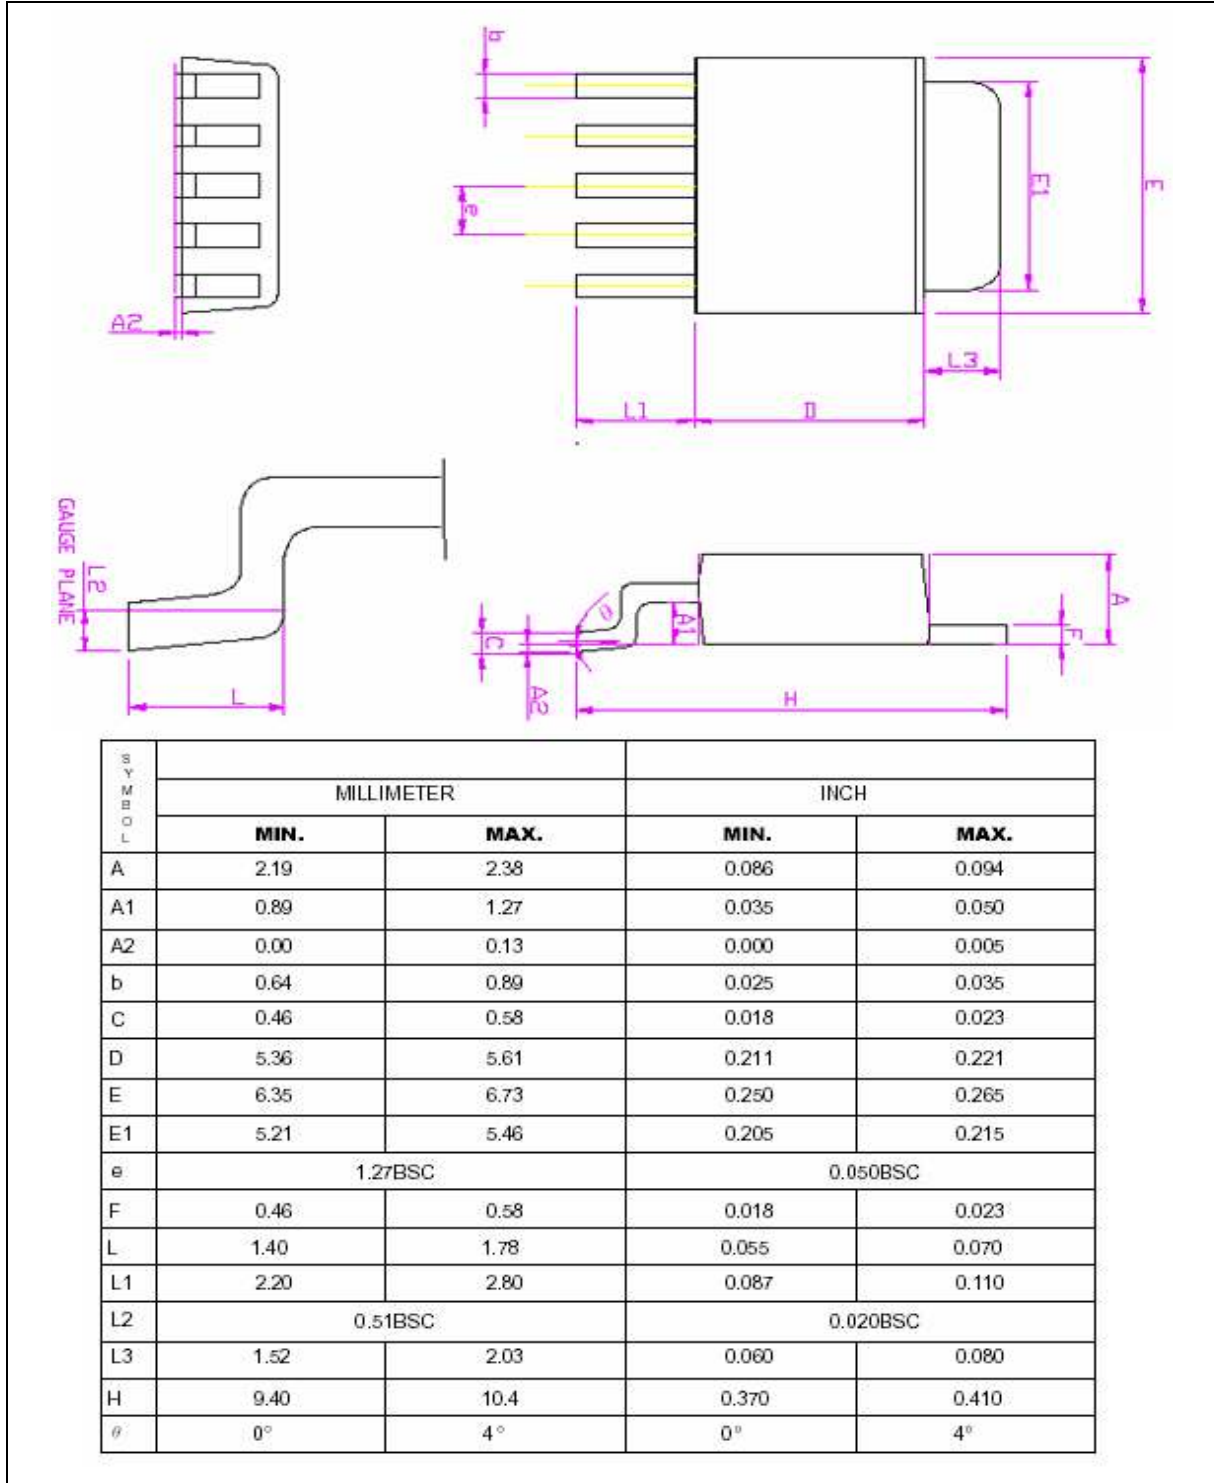 b
e
E1
E
A2
L1
D
L3
GAUGE PLANE
L2
L
θ
C
A2
A1
H
A
F
SYMBOL
MILLIMETER INCH
MIN. MAX. MIN. MAX.
A 2.19 2.38 0.086 0.094
A1 0.89 1.27 0.035 0.050
A2 0.00 0.13 0.000 0.005
b 0.64 0.89 0.025 0.035
C 0.46 0.58 0.018 0.023
D 5.36 5.61 0.211 0.221
E 6.35 6.73 0.250 0.265
E1 5.21 5.46 0.205 0.215
e 1.27BSC 0.050BSC
F 0.46 0.58 0.018 0.023
L 1.40 1.78 0.055 0.070
L1 2.20 2.80 0.087 0.110
L2 0.51BSC 0.020BSC
L3 1.52 2.03 0.060 0.080
H 9.40 10.4 0.370 0.410
θ 0° 4° 0° 4°